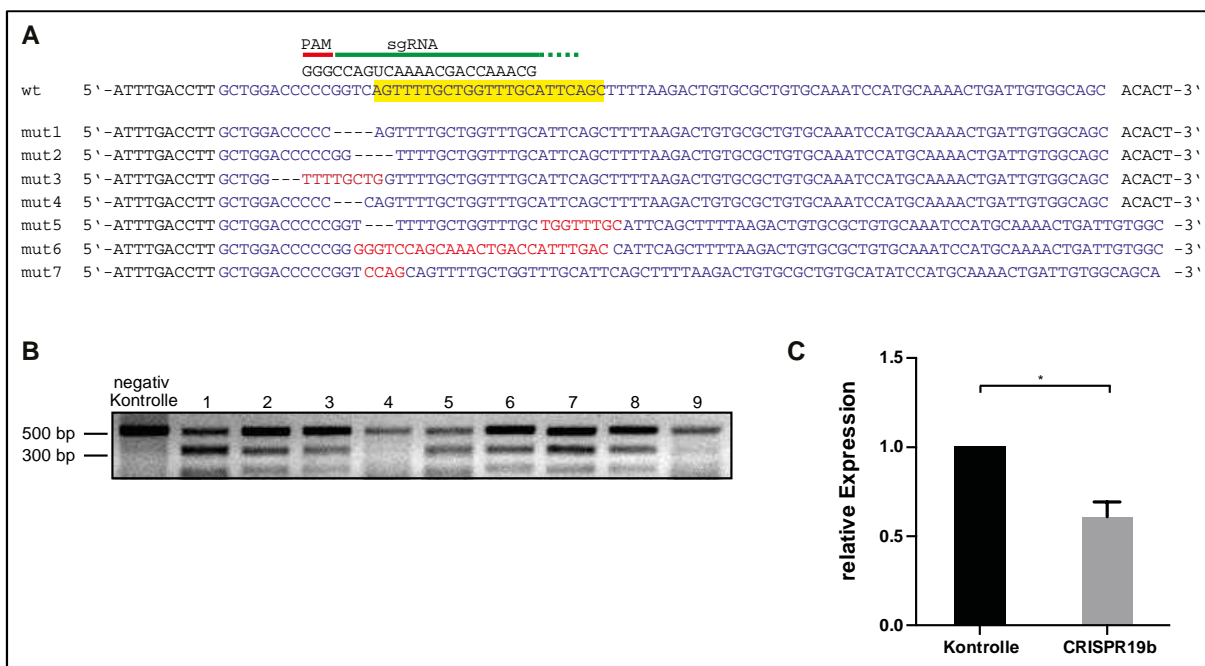 A
PAM sgRNA
GGGCCAGUCAAAACGACCAAACG
wt 5‘-ATTTGACCTT GCTGGACCCCCGGTCAGTTTTGCTGGTTTGCATTCAGCTTTTAAGACTGTGCGCTGTGCAAATCCATGCAAAACTGATTGTGGCAGC ACACT-3‘
mut1 5‘-ATTTGACCTT GCTGGACCCCC----AGTTTTGCTGGTTTGCATTCAGCTTTTAAGACTGTGCGCTGTGCAAATCCATGCAAAACTGATTGTGGCAGC ACACT-3‘
mut2 5‘-ATTTGACCTT GCTGGACCCCCGG----TTTTGCTGGTTTGCATTCAGCTTTTAAGACTGTGCGCTGTGCAAATCCATGCAAAACTGATTGTGGCAGC ACACT-3‘
mut3 5‘-ATTTGACCTT GCTGG---TTTTGCTGGTTTTGCTGGTTTGCATTCAGCTTTTAAGACTGTGCGCTGTGCAAATCCATGCAAAACTGATTGTGGCAGC ACACT-3‘
mut4 5‘-ATTTGACCTT GCTGGACCCCC---CAGTTTTGCTGGTTTGCATTCAGCTTTTAAGACTGTGCGCTGTGCAAATCCATGCAAAACTGATTGTGGCAGC ACACT-3‘
mut5 5‘-ATTTGACCTT GCTGGACCCCCGGT---TTTTGCTGGTTTGCTGGTTTGCATTCAGCTTTTAAGACTGTGCGCTGTGCAAATCCATGCAAAACTGATTGTGGC -3‘
mut6 5‘-ATTTGACCTT GCTGGACCCCCGGGGTCCAGCAAACTGACCATTTGAC CATTCAGCTTTTAAGACTGTGCGCTGTGCAAATCCATGCAAAACTGATTGTGGC -3‘
mut7 5‘-ATTTGACCTT GCTGGACCCCCGGTCCAGCAGTTTTGCTGGTTTGCATTCAGCTTTTAAGACTGTGCGCTGTGCATATCCATGCAAAACTGATTGTGGCAGCA -3‘
B
negativ
Kontrolle 1 2 3 4 5 6 7 8 9
500 bp
300 bp
C
relative Expression
1.5
*
1.0
0.5
0.0
Kontrolle CRISPR19b